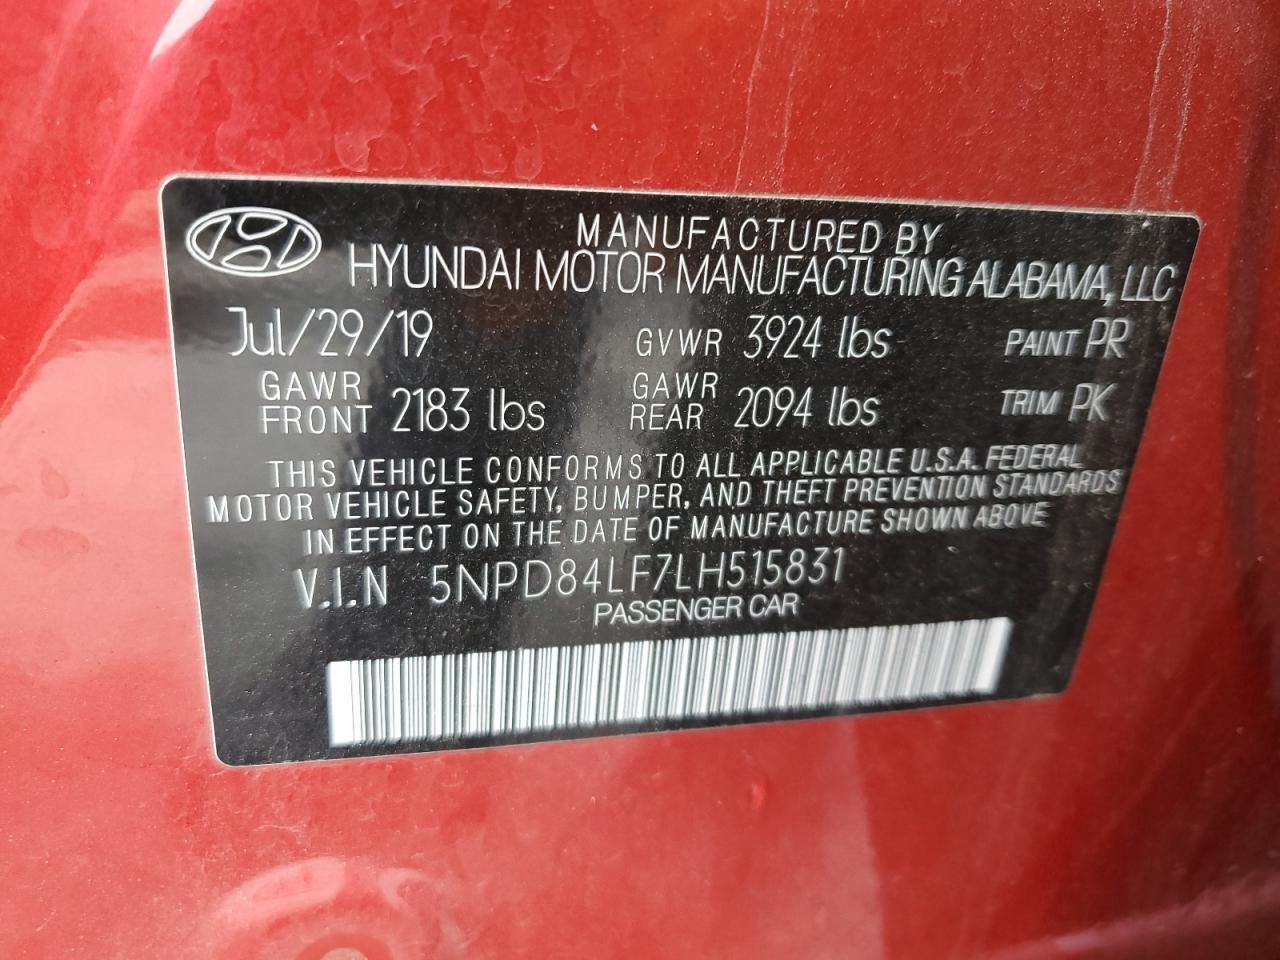 MANUFACTURED BY
HYUNDAI MOTOR MANUFACTURING ALABAMA, LLC
Jul/29/19 GVWR 3924 lbs PAINT PR
GAWR FRONT 2183 lbs GAWR REAR 2094 lbs TRIM PK
THIS VEHICLE CONFORMS TO ALL APPLICABLE U.S.A. FEDERAL
MOTOR VEHICLE SAFETY, BUMPER, AND THEFT PREVENTION STANDARDS
IN EFFECT ON THE DATE OF MANUFACTURE SHOWN ABOVE
V.I.N 5NPD84LF7LH515831
PASSENGER CAR